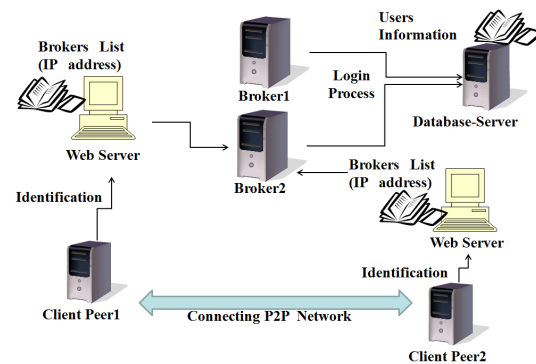 Users
Information
Brokers List
(IP address)
Broker1
Login
Process
Database-Server
Web Server
Broker2
Brokers List
(IP address)
Identification
Web Server
Identification
Client Peer1
Connecting P2P Network
Client Peer2